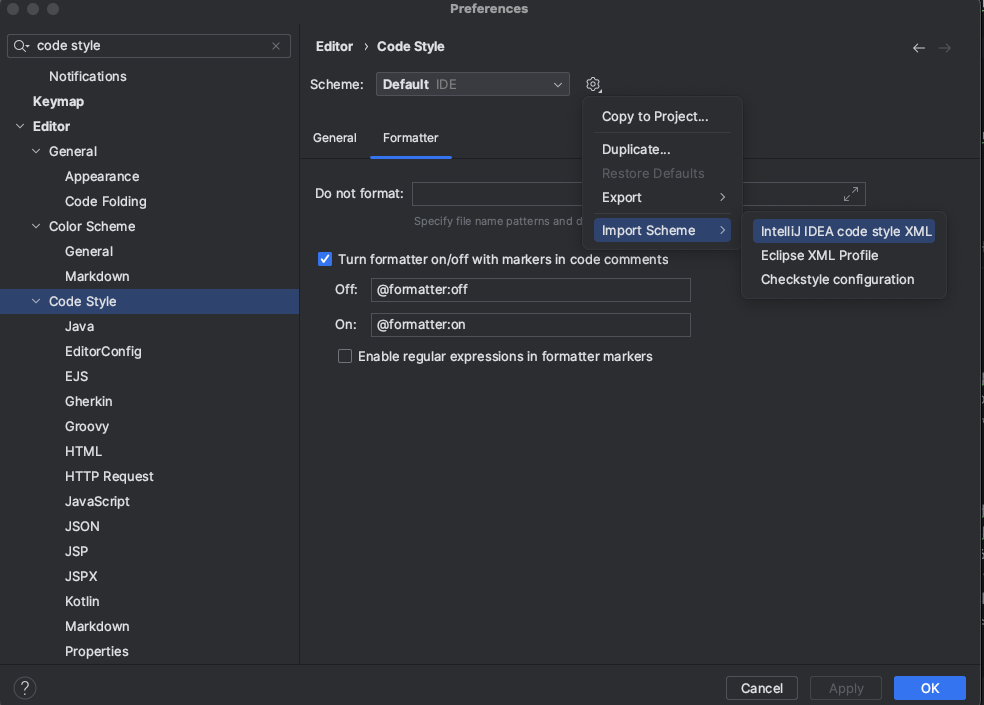 Preferences
code style
Notifications
Keymap
Editor
General
Appearance
Code Folding
Color Scheme
General
Markdown
Code Style
Java
EditorConfig
EJS
Gherkin
Groovy
HTML
HTTP Request
JavaScript
JSON
JSP
JSPX
Kotlin
Markdown
Properties
Editor › Code Style
Scheme: Default IDE
General Formatter
Do not format:
Specify file name patterns and d
Turn formatter on/off with markers in code comments
Off: @formatter:off
On: @formatter:on
Enable regular expressions in formatter markers
Copy to Project...
Duplicate...
Restore Defaults
Export
Import Scheme
IntelliJ IDEA code style XML
Eclipse XML Profile
Checkstyle configuration
? Cancel Apply OK